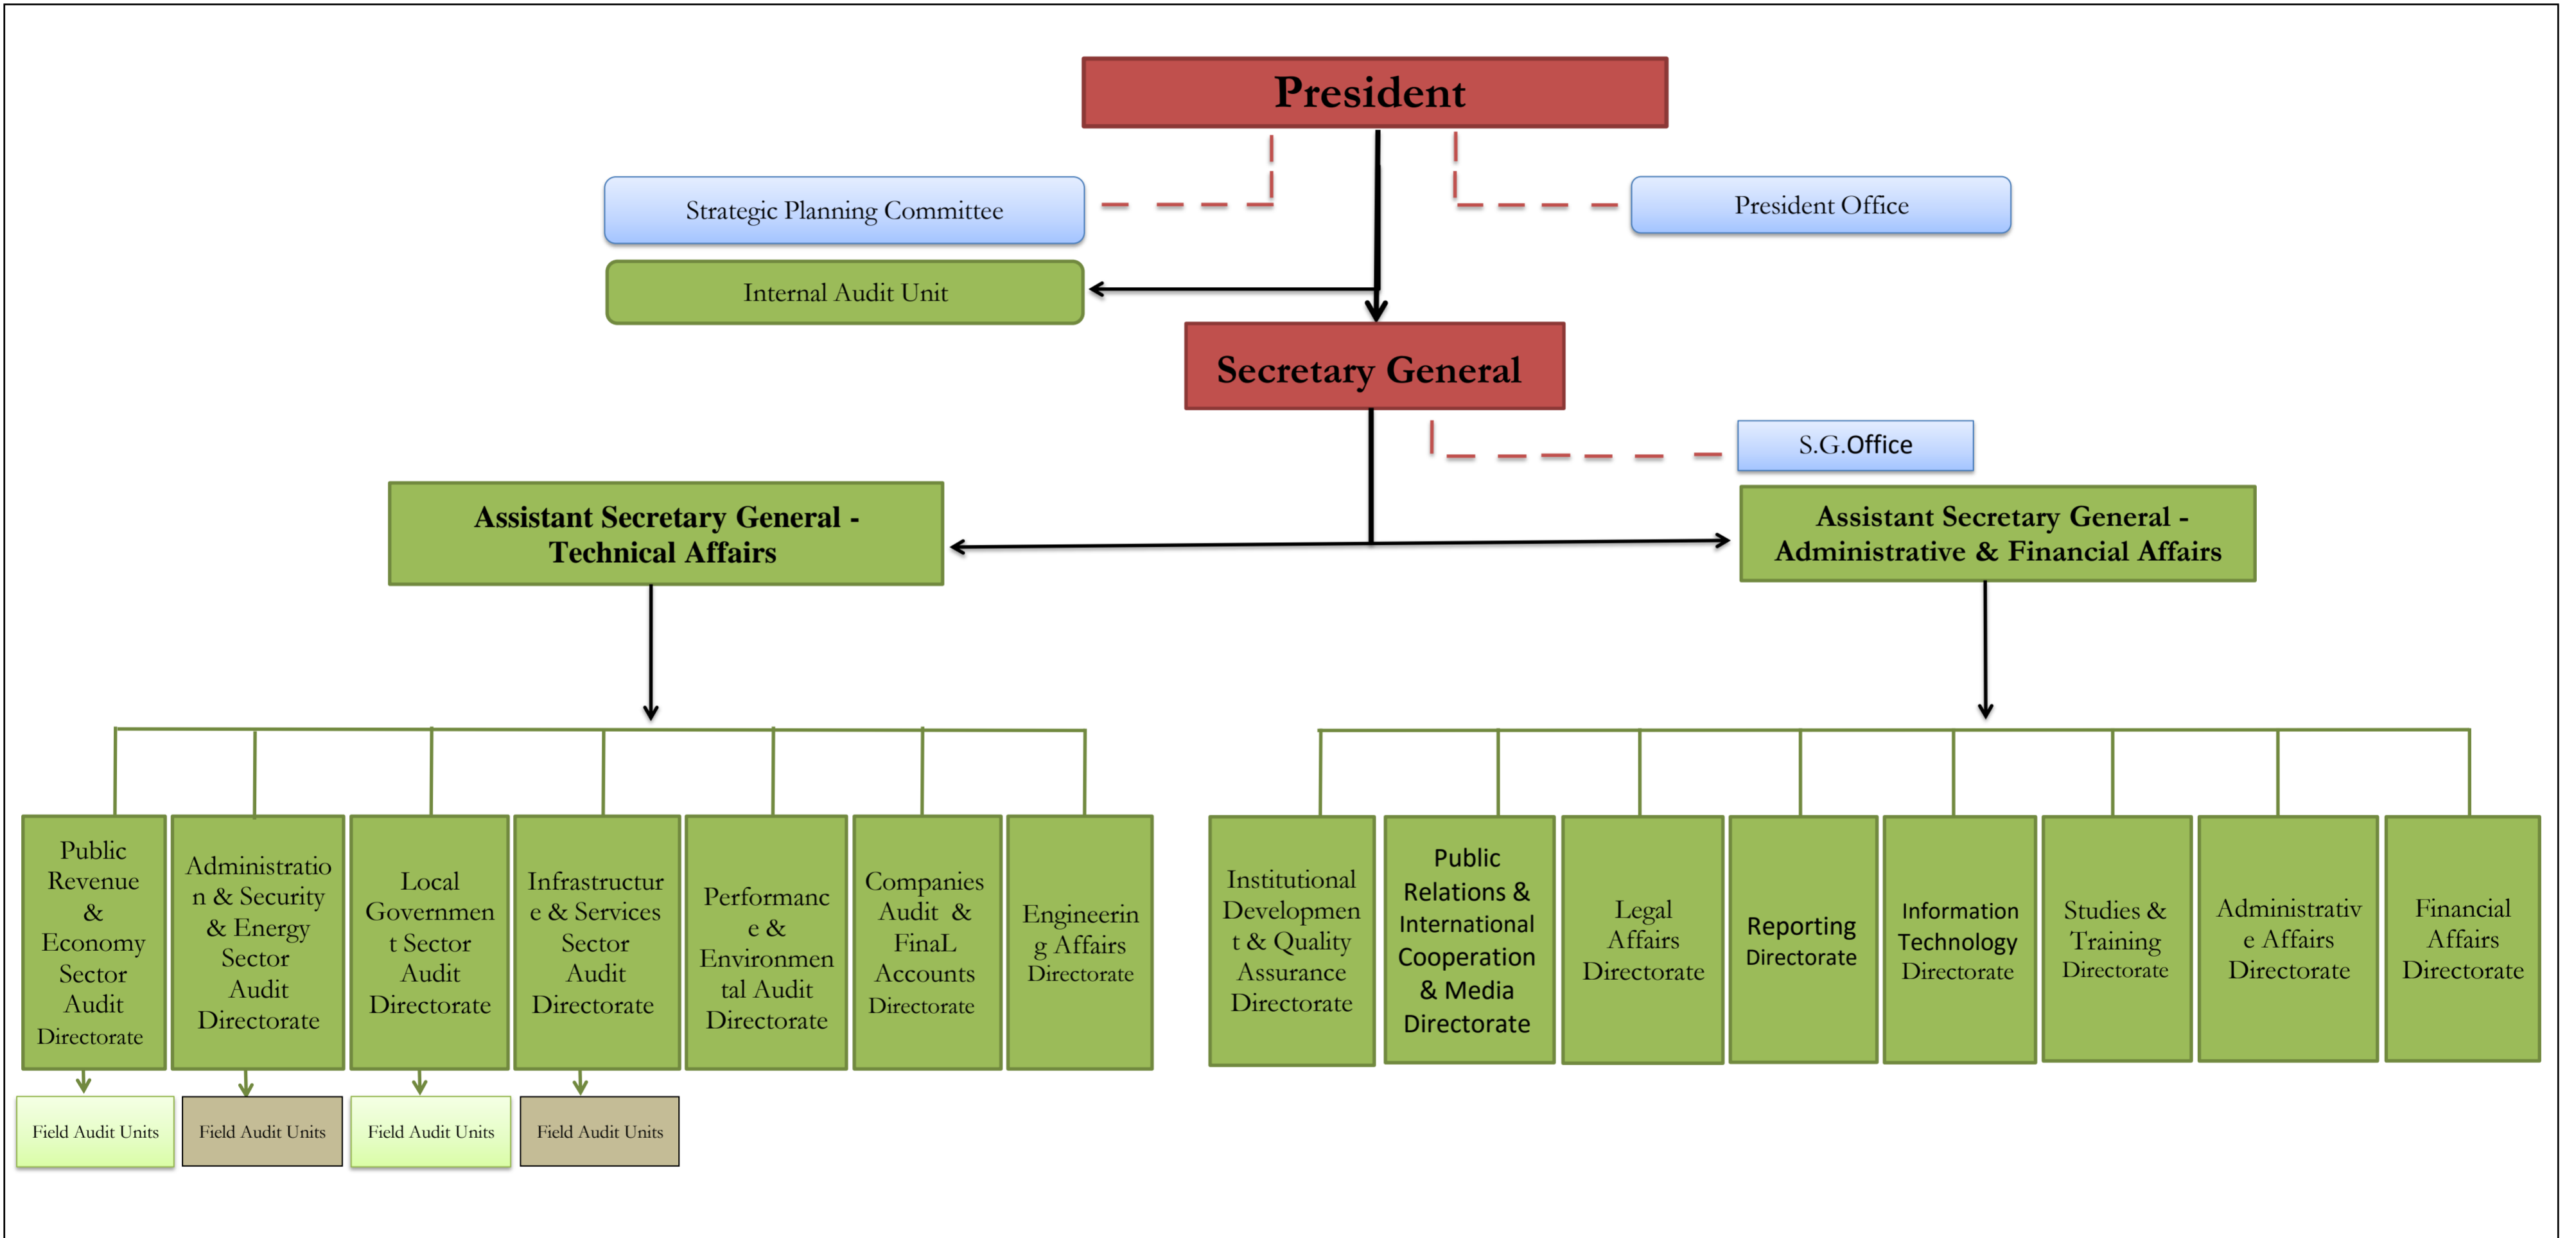 President
Strategic Planning Committee
President Office
Internal Audit Unit
Secretary General
S.G.Office
Assistant Secretary General -
Technical Affairs
Assistant Secretary General -
Administrative & Financial Affairs
Public
Revenue
&
Economy
Sector
Audit
Directorate
Administratio
n & Security
& Energy
Sector
Audit
Directorate
Local
Governmen
t Sector
Audit
Directorate
Infrastructur
e & Services
Sector
Audit
Directorate
Performanc
e &
Environmen
tal Audit
Directorate
Companies
Audit &
FinaL
Accounts
Directorate
Engineerin
g Affairs
Directorate
Institutional
Developmen
t & Quality
Assurance
Directorate
Public
Relations &
International
Cooperation
& Media
Directorate
Legal
Affairs
Directorate
Reporting
Directorate
Information
Technology
Directorate
Studies &
Training
Directorate
Administrativ
e Affairs
Directorate
Financial
Affairs
Directorate
Field Audit Units
Field Audit Units
Field Audit Units
Field Audit Units